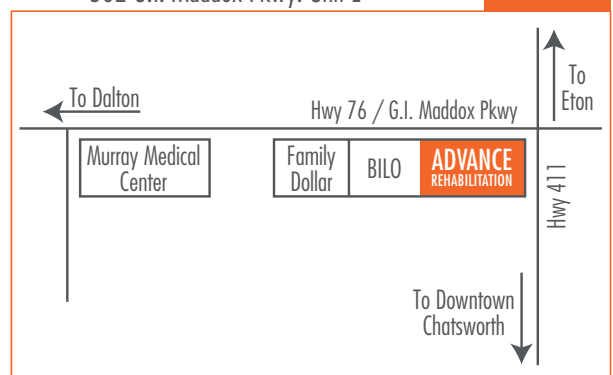 To
Eton
To Dalton
Hwy 76 / G.I. Maddox Pkwy
Murray Medical
Center
Family
Dollar
BILO
ADVANCE
REHABILITATION
Hwy 411
To Downtown
Chatsworth